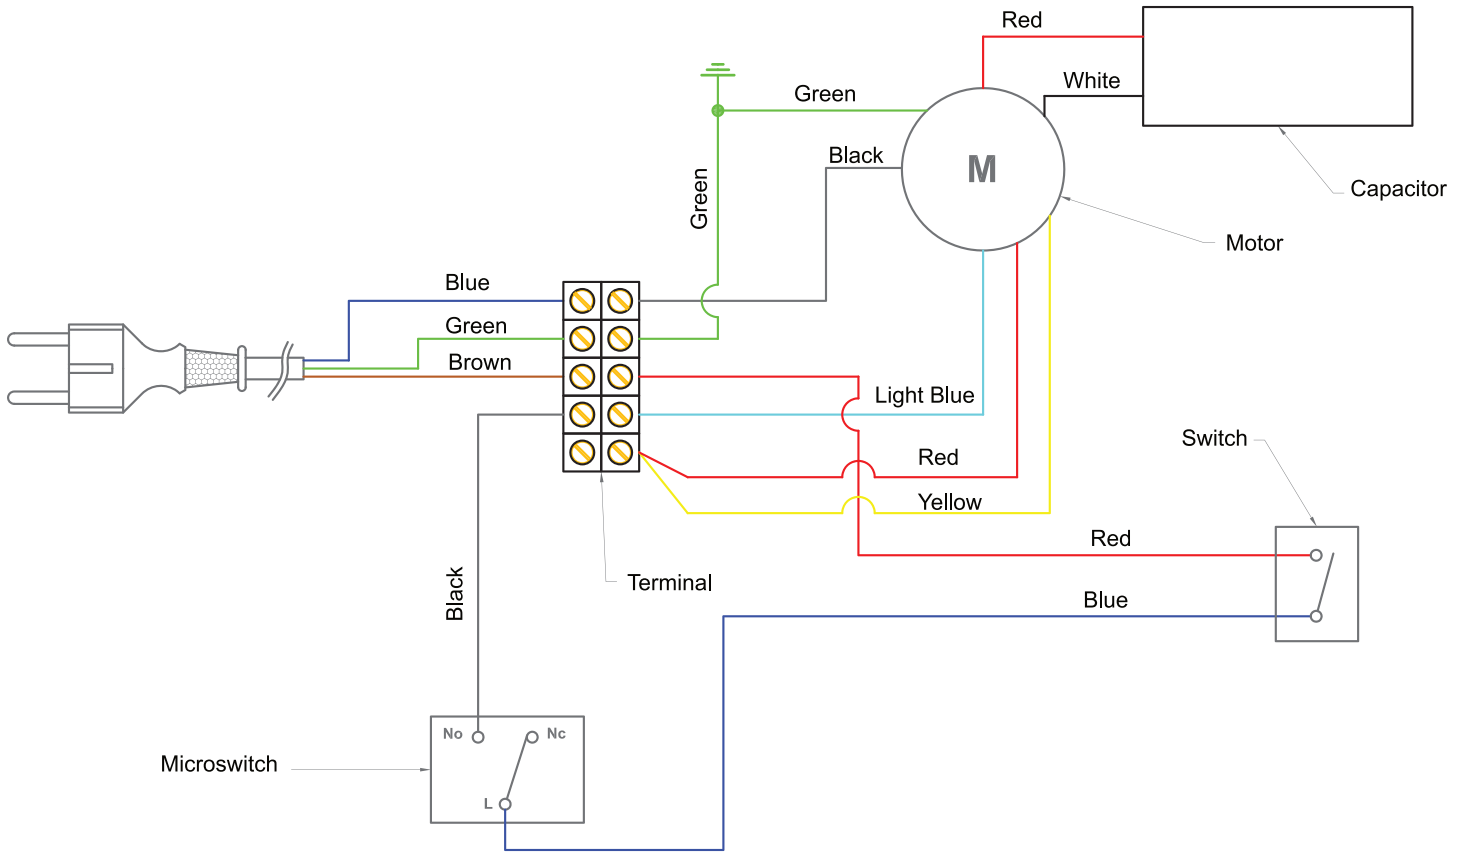 Red
White
Green
Black
M
Capacitor
Green
Motor
Blue
Green
Brown
Light Blue
Switch
Red
Yellow
Red
Terminal
Black
Blue
No
Nc
Microswitch
L